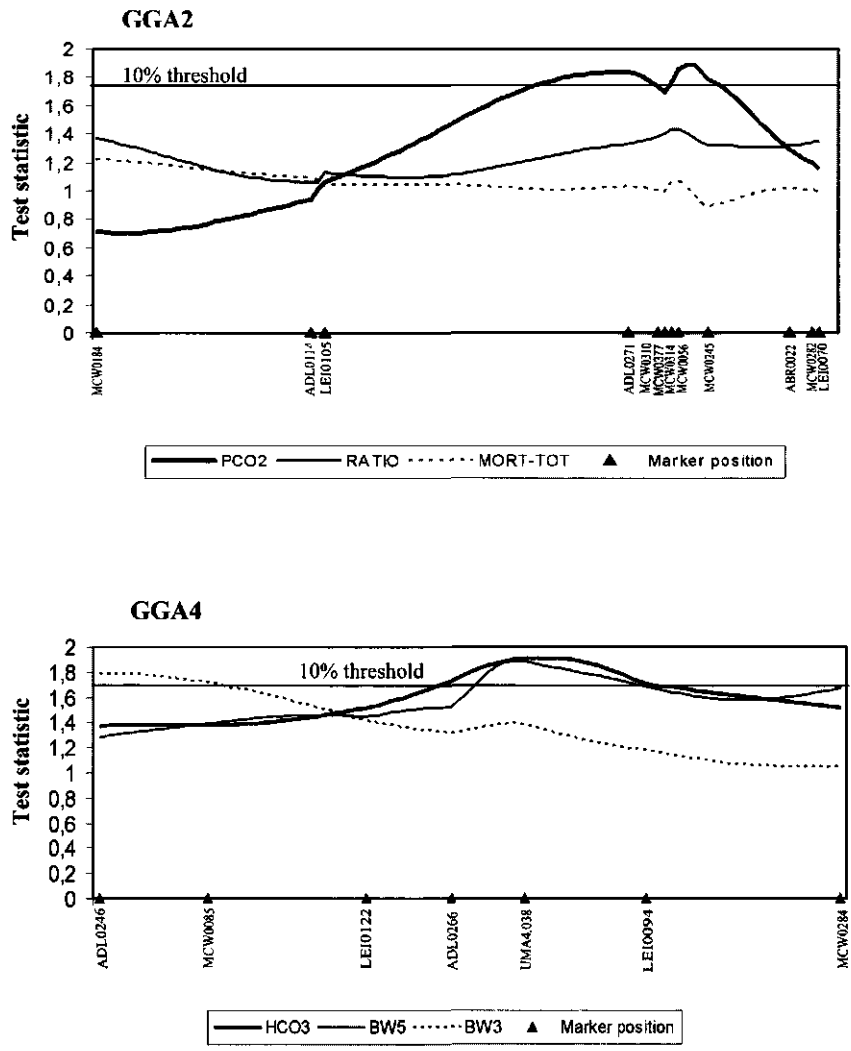 GGA2
Test statistic
2
1,8
1,6
1,4
1,2
1
0,8
0,6
0,4
0,2
0
10% threshold
MCW0184
LEI0105
ADL0271
MCW0310
MCW0377
MCW0314
MCW0056
MCW0245
ABR0022
MCW0282
LEI0070
PCO2 RATIO MORT-TOT Marker position
GGA4
Test statistic
2
1,8
1,6
1,4
1,2
1
0,8
0,6
0,4
0,2
0
10% threshold
ADL0246
MCW0085
LEI0122
ADL0266
UMA4.038
LEI0094
MCW0284
HCO3 BW5 BW3 Marker position